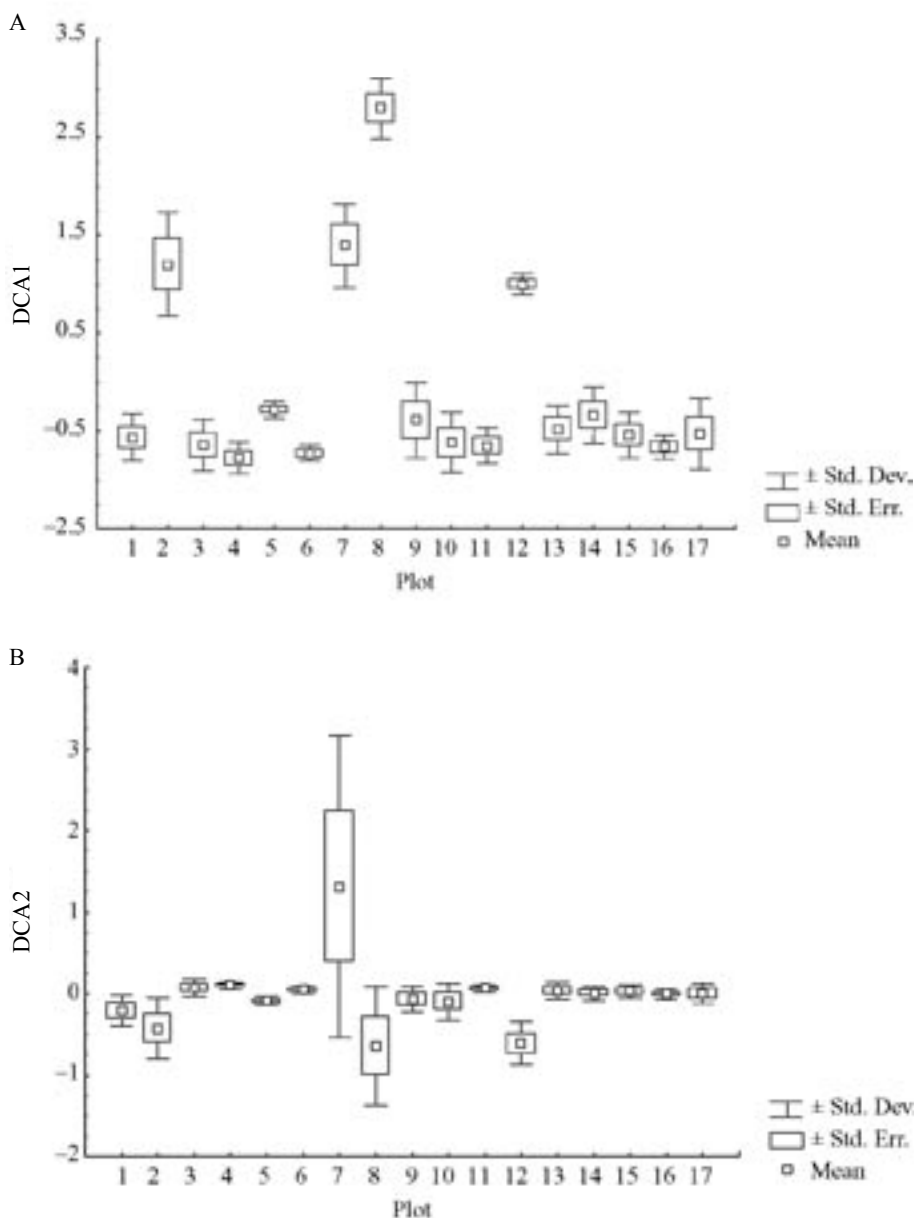 A
3.5
2.5
1.5
0.5
−0.5
−2.5
DCA1
1 2 3 4 5 6 7 8 9 10 11 12 13 14 15 16 17
Plot
± Std. Dev.
± Std. Err.
Mean
B
4
3
2
1
0
−1
−2
DCA2
1 2 3 4 5 6 7 8 9 10 11 12 13 14 15 16 17
Plot
± Std. Dev.
± Std. Err.
Mean